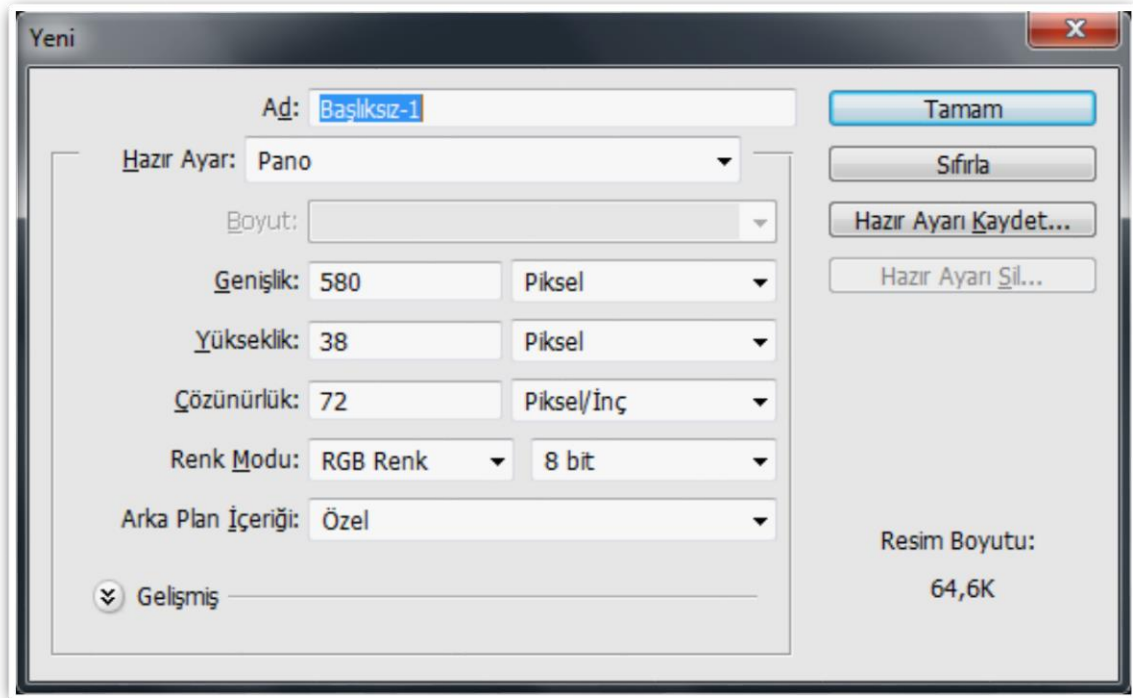 Yeni
Ad: Başlıksız-1
Tamam
Hazır Ayar: Pano
Sıfırla
Boyut:
Hazır Ayarı Kaydet...
Genişlik: 580 Piksel
Hazır Ayarı Sil...
Yükseklik: 38 Piksel
Çözünürlük: 72 Piksel/İnç
Renk Modu: RGB Renk 8 bit
Arka Plan İçeriği: Özel
Resim Boyutu:
64,6K
Gelişmiş